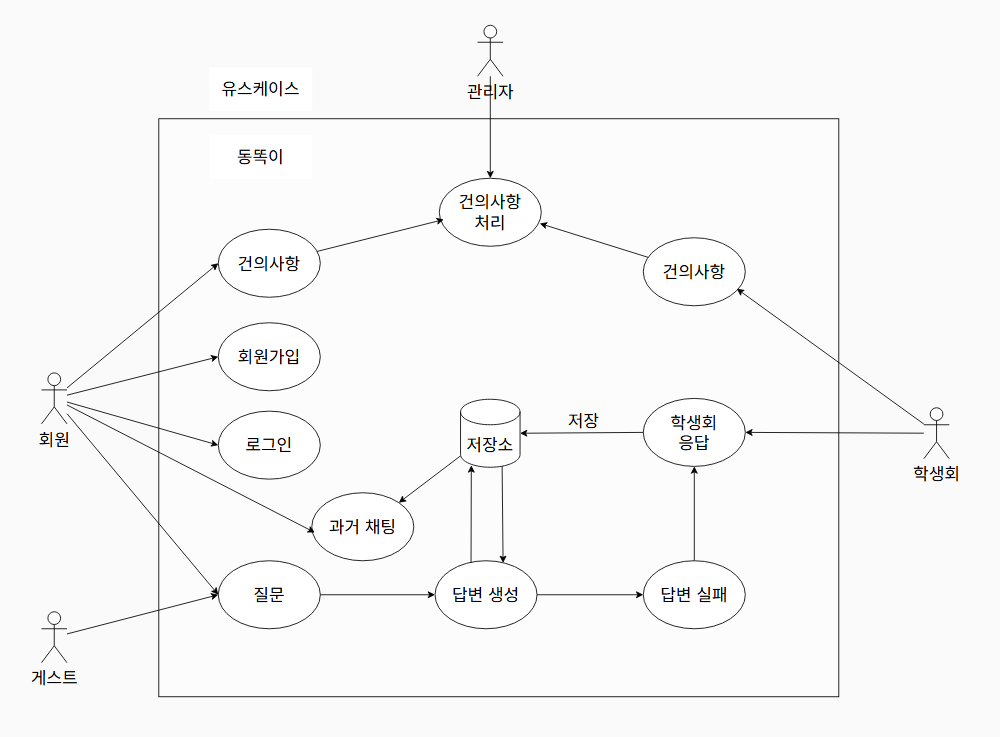 관리자
유스케이스
동똑이
건의사항
처리
건의사항
건의사항
회원가입
회원
로그인
저장소
저장
학생회
응답
학생회
과거 채팅
질문
답변 생성
답변 실패
게스트